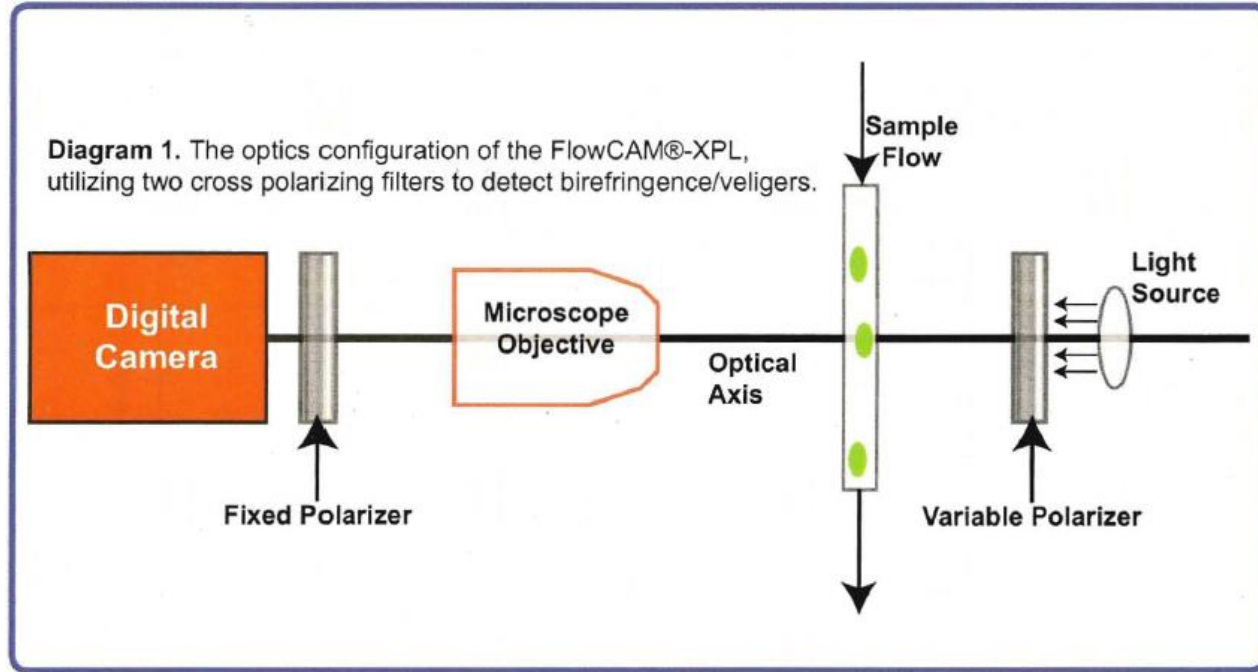 Diagram 1. The optics configuration of the FlowCAM®-XPL,
utilizing two cross polarizing filters to detect birefringence/veligers.
Sample
Flow
Light
Source
Digital
Camera
Microscope
Objective
Optical
Axis
Fixed Polarizer
Variable Polarizer